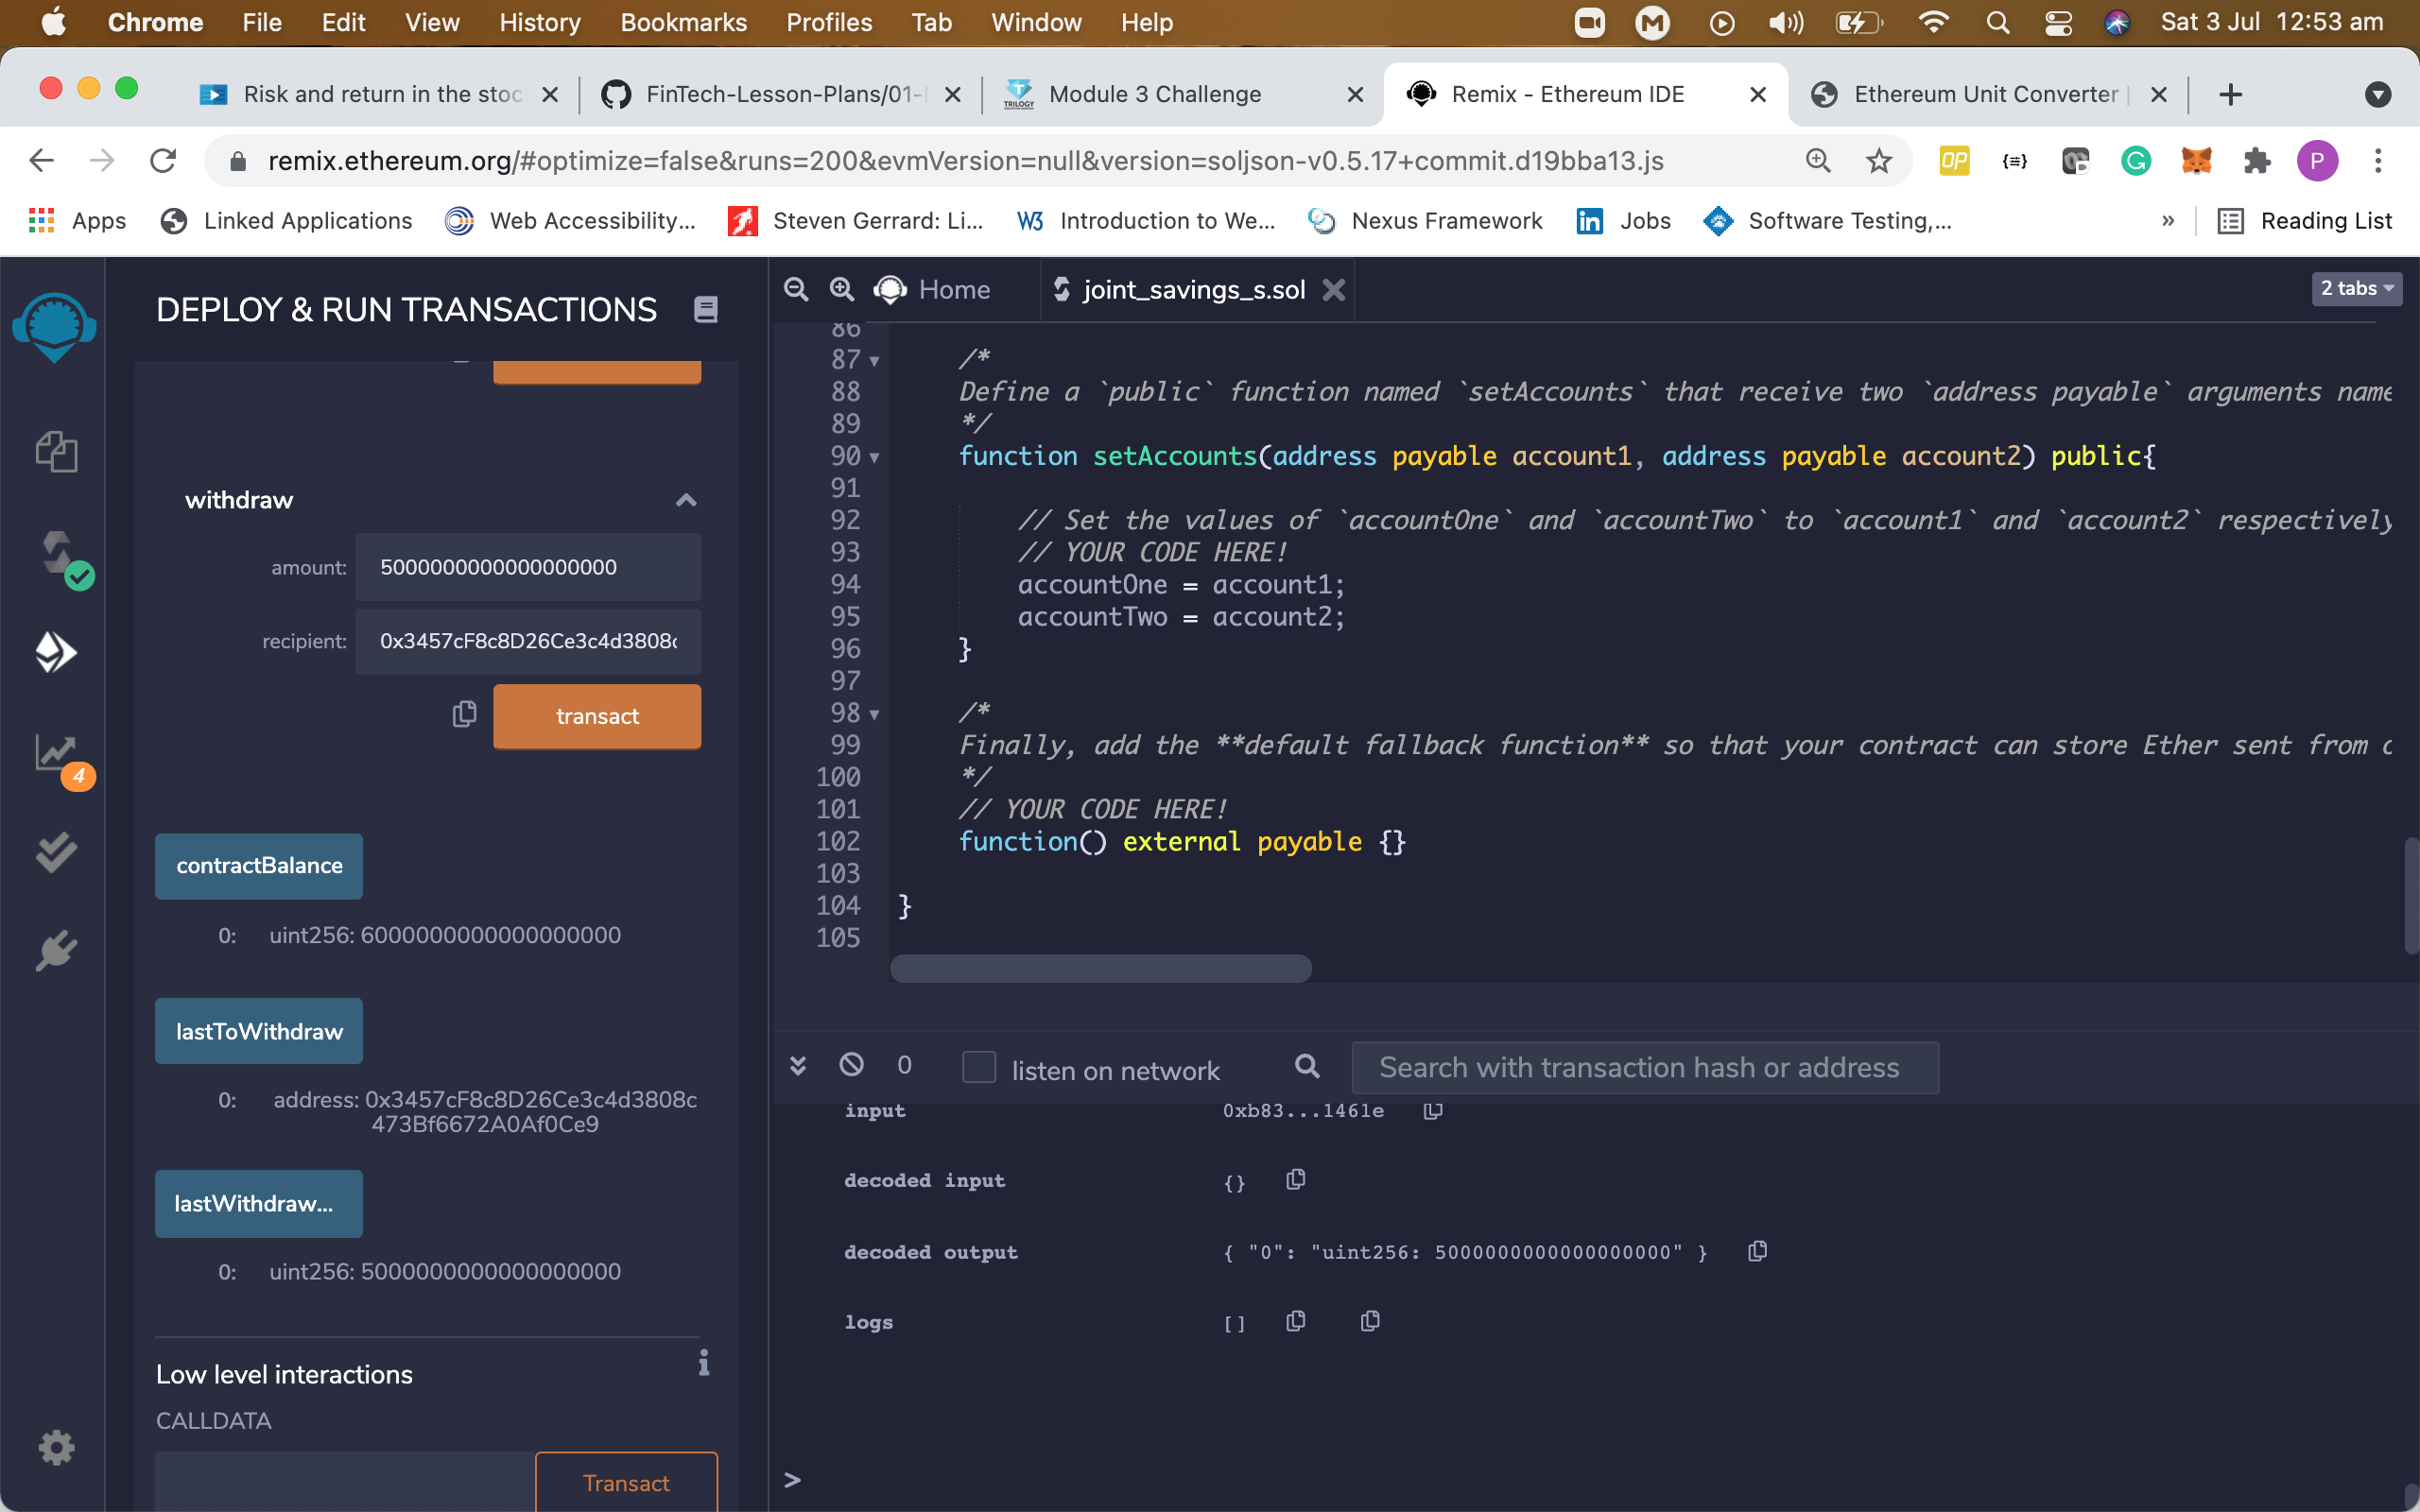 Chrome File Edit View History Bookmarks Profiles Tab Window Help Sat 3 Jul 12:53 am
Risk and return in the stoc FinTech-Lesson-Plans/01- Module 3 Challenge Remix - Ethereum IDE Ethereum Unit Converter
TRILOGY
remix.ethereum.org/#optimize=false&runs=200&evmVersion=null&version=soljson-v0.5.17+commit.d19bba13.js OP P
Apps Linked Applications Web Accessibility... Steven Gerrard: Li... W3 Introduction to We... Nexus Framework Jobs Software Testing,... » Reading List
DEPLOY & RUN TRANSACTIONS
Home joint_savings_s.sol 2 tabs
withdraw
amount: 5000000000000000000
recipient: 0x3457cF8c8D26Ce3c4d3808c
transact
4
contractBalance
0: uint256: 6000000000000000000
lastToWithdraw
0: address: 0x3457cF8c8D26Ce3c4d3808c
473Bf6672A0Af0Ce9
lastWithdraw...
0: uint256: 5000000000000000000
Low level interactions
CALLDATA
Transact
86
87 /*
88 Define a `public` function named `setAccounts` that receive two `address payable` arguments name
89 */
90 function setAccounts(address payable account1, address payable account2) public{
91
92 // Set the values of `accountOne` and `accountTwo` to `account1` and `account2` respectively
93 // YOUR CODE HERE!
94 accountOne = account1;
95 accountTwo = account2;
96 }
97
98 /*
99 Finally, add the **default fallback function** so that your contract can store Ether sent from
100 */
101 // YOUR CODE HERE!
102 function() external payable {}
103
104 }
105
0 listen on network Search with transaction hash or address
input 0xb83...1461e
decoded input {}
decoded output { "0": "uint256: 5000000000000000000" }
logs []
>